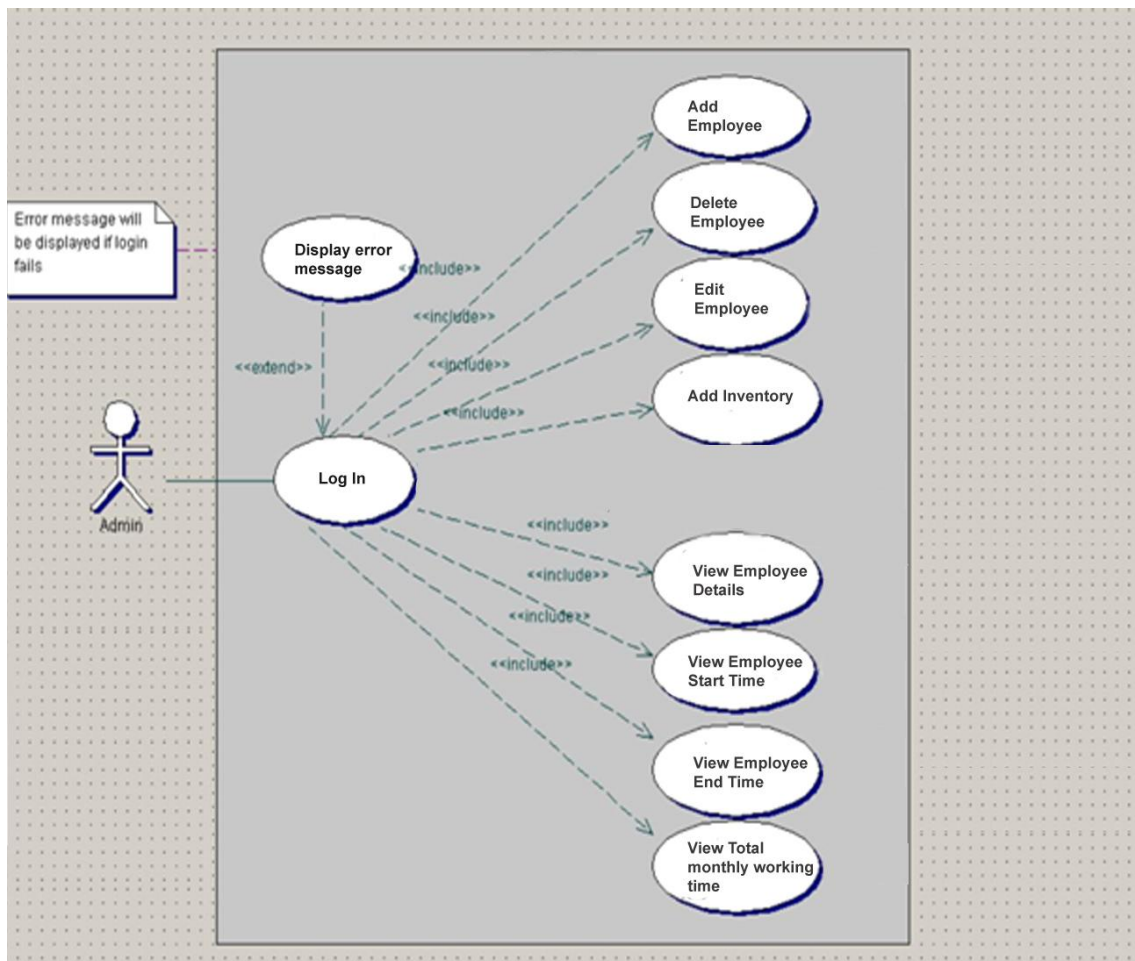 Add
Employee
Delete
Employee
Error message will
be displayed if login
fails
Display error
message
<<include>>
Edit
Employee
<<include>>
<<extend>>
<<include>>
Add Inventory
<<include>>
Log In
Admin
<<include>>
View Employee
Details
<<include>>
<<include>>
View Employee
Start Time
<<include>>
View Employee
End Time
View Total
monthly working
time